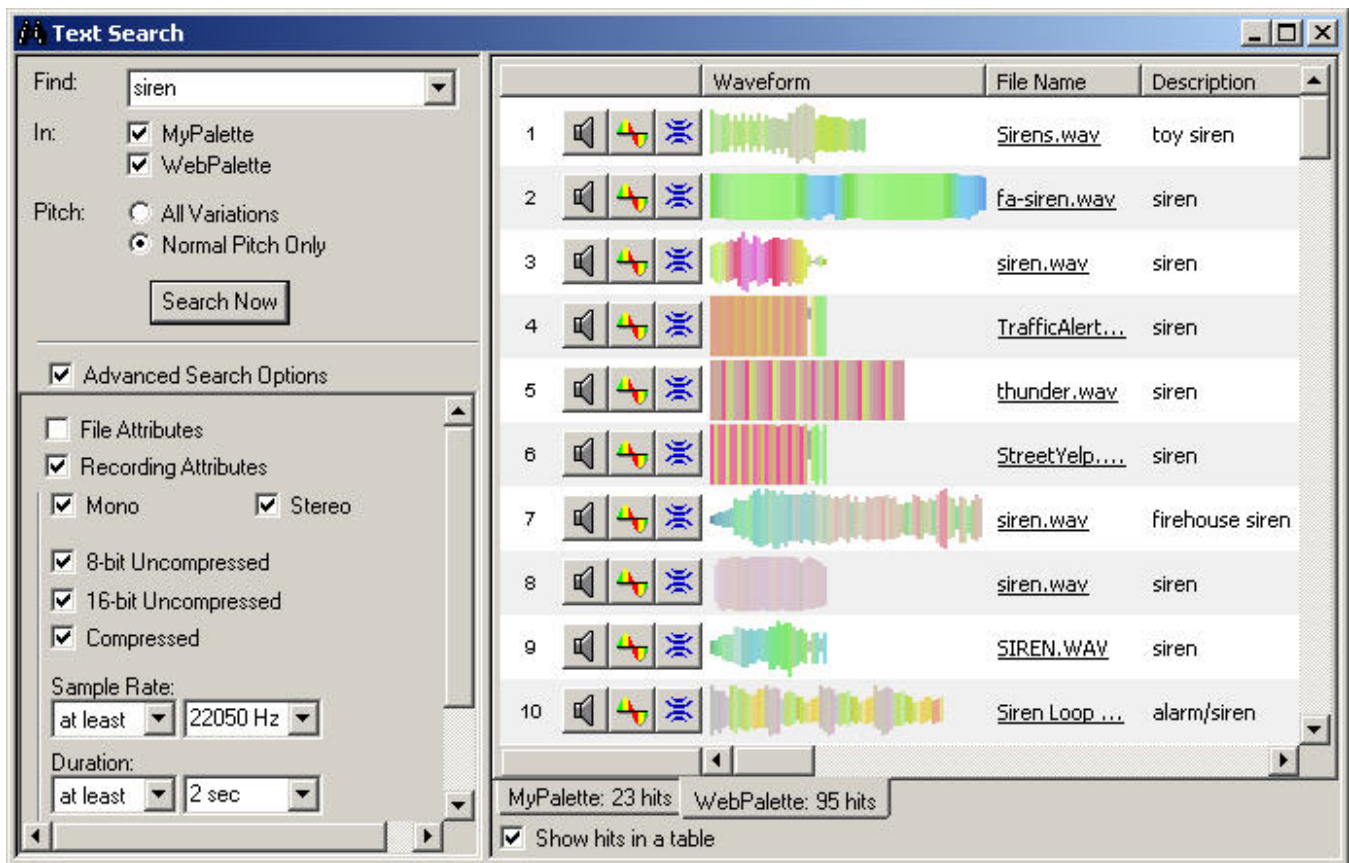 Text Search
Find: siren
In: MyPalette
WebPalette
Pitch: All Variations
Normal Pitch Only
Search Now
Advanced Search Options
File Attributes
Recording Attributes
Mono Stereo
8-bit Uncompressed
16-bit Uncompressed
Compressed
Sample Rate:
at least 22050 Hz
Duration:
at least 2 sec
Waveform File Name Description
1 Sirens.wav toy siren
2 fa-siren.wav siren
3 siren.wav siren
4 TrafficAlert... siren
5 thunder.wav siren
6 StreetYelp.... siren
7 siren.wav firehouse siren
8 siren.wav siren
9 SIREN.WAV siren
10 Siren Loop ... alarm/siren
MyPalette: 23 hits WebPalette: 95 hits
Show hits in a table